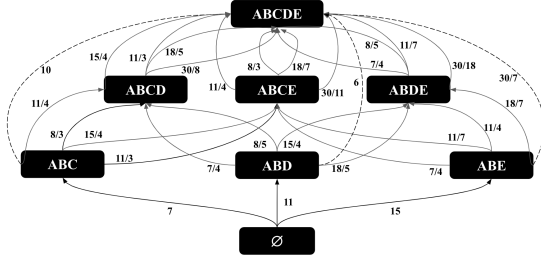 ABCDE
10 15/4 11/3 18/5 8/5 11/7
30/8 8/3 18/7 7/4 6 30/18 30/7
11/4 ABCD 11/4 ABCE 30/11 ABDE 18/7
8/3 15/4 8/5 15/4 11/7 11/4
ABC 11/3 7/4 ABD 18/5 7/4 ABE
7 11 15
∅